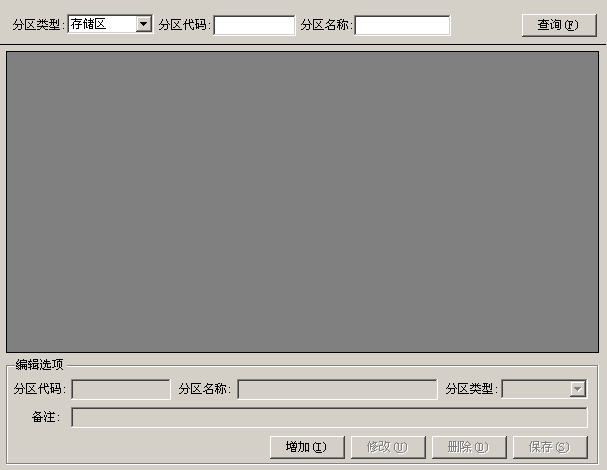 分区类型: 存储区 分区代码: 分区名称: 查询(F)
编辑选项
分区代码: 分区名称: 分区类型:
备注:
增加(I) 修改(U) 删除(D) 保存(S)